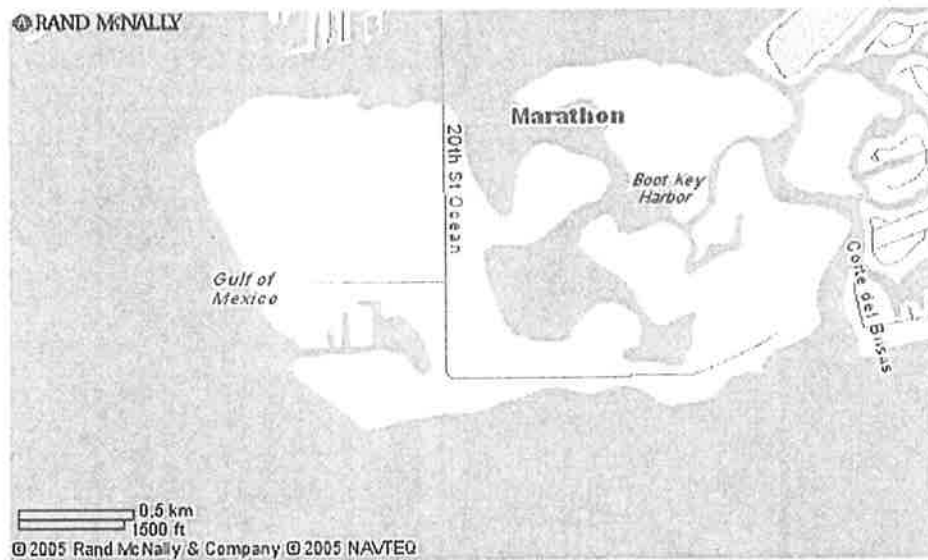 RAND McNALLY
Marathon
20th St Ocean
Boot Key
Harbor
Gulf of
Mexico
Corte del Brisas
0.5 km
1500 ft
© 2005 Rand McNally & Company © 2005 NAVTEQ